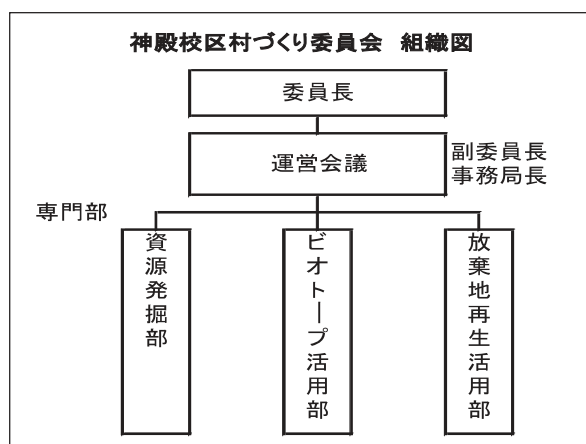 神殿校区村づくり委員会 組織図
委員長
運営会議
副委員長
事務局長
専門部
資源発掘部
ビオトープ活用部
放棄地再生活用部